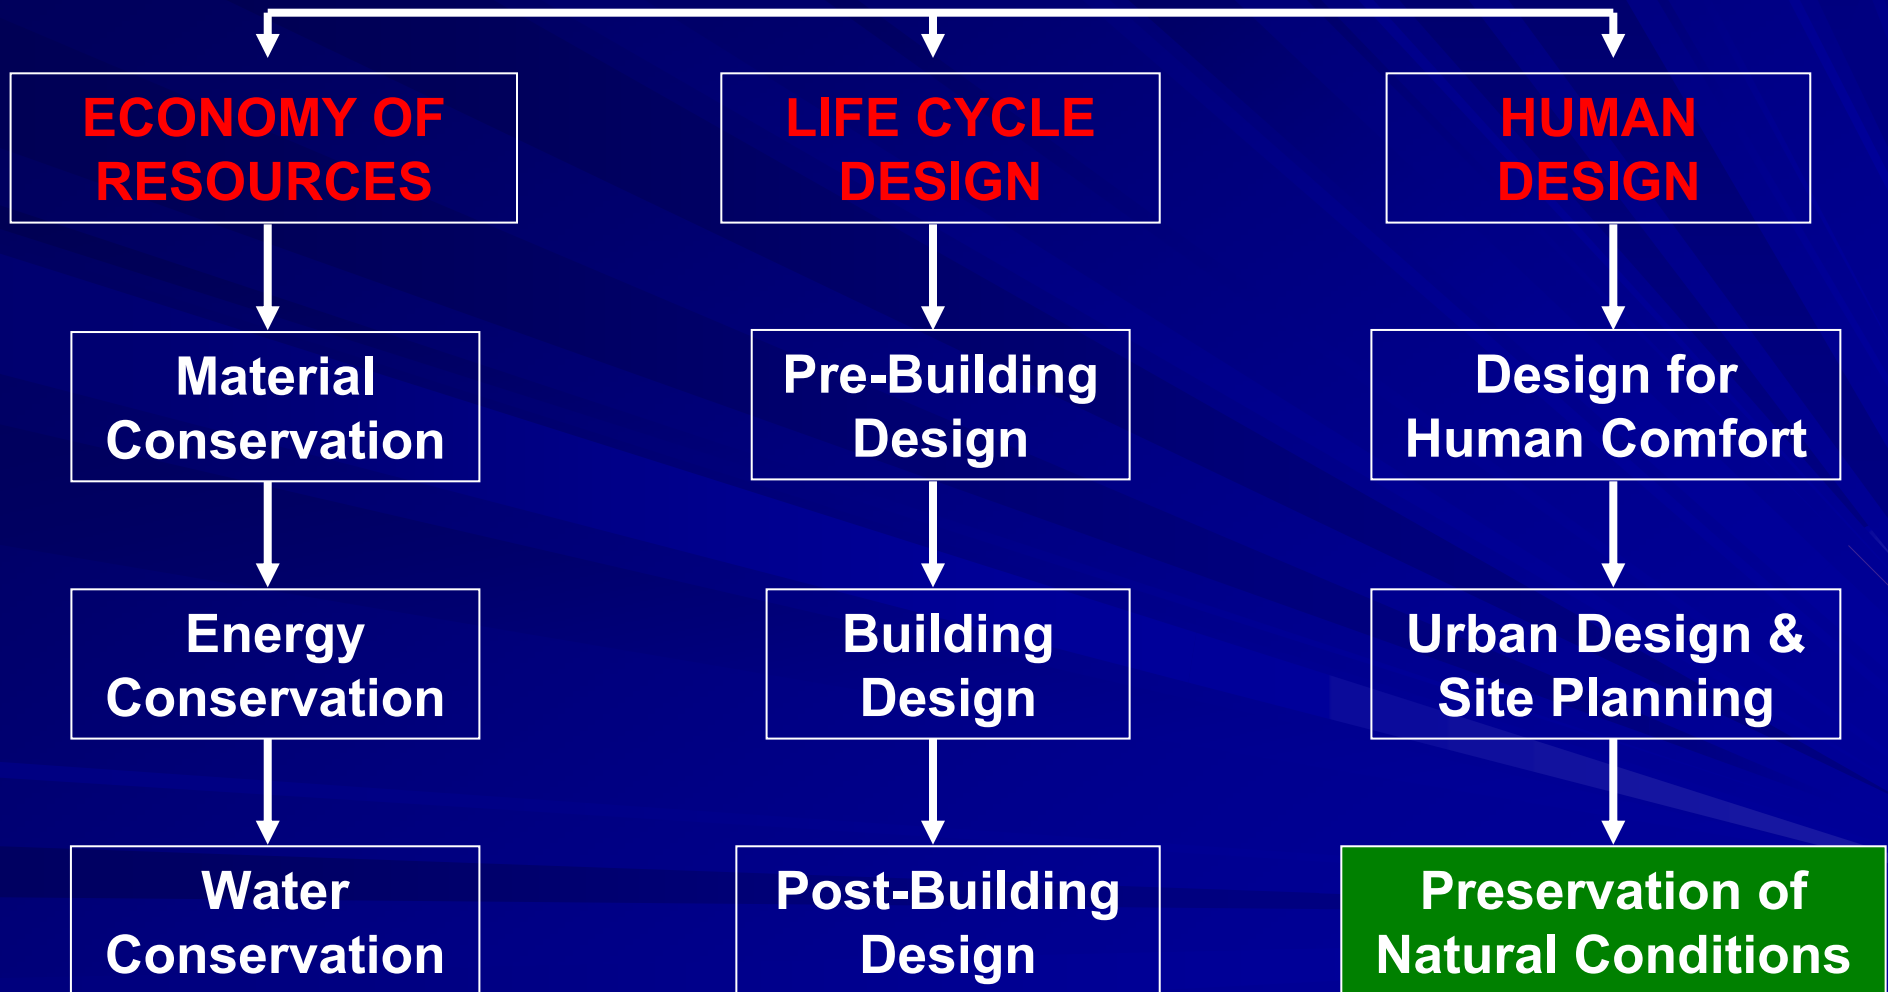 ECONOMY OF
RESOURCES
LIFE CYCLE
DESIGN
HUMAN
DESIGN
Material
Conservation
Pre-Building
Design
Design for
Human Comfort
Energy
Conservation
Building
Design
Urban Design &
Site Planning
Water
Conservation
Post-Building
Design
Preservation of
Natural Conditions